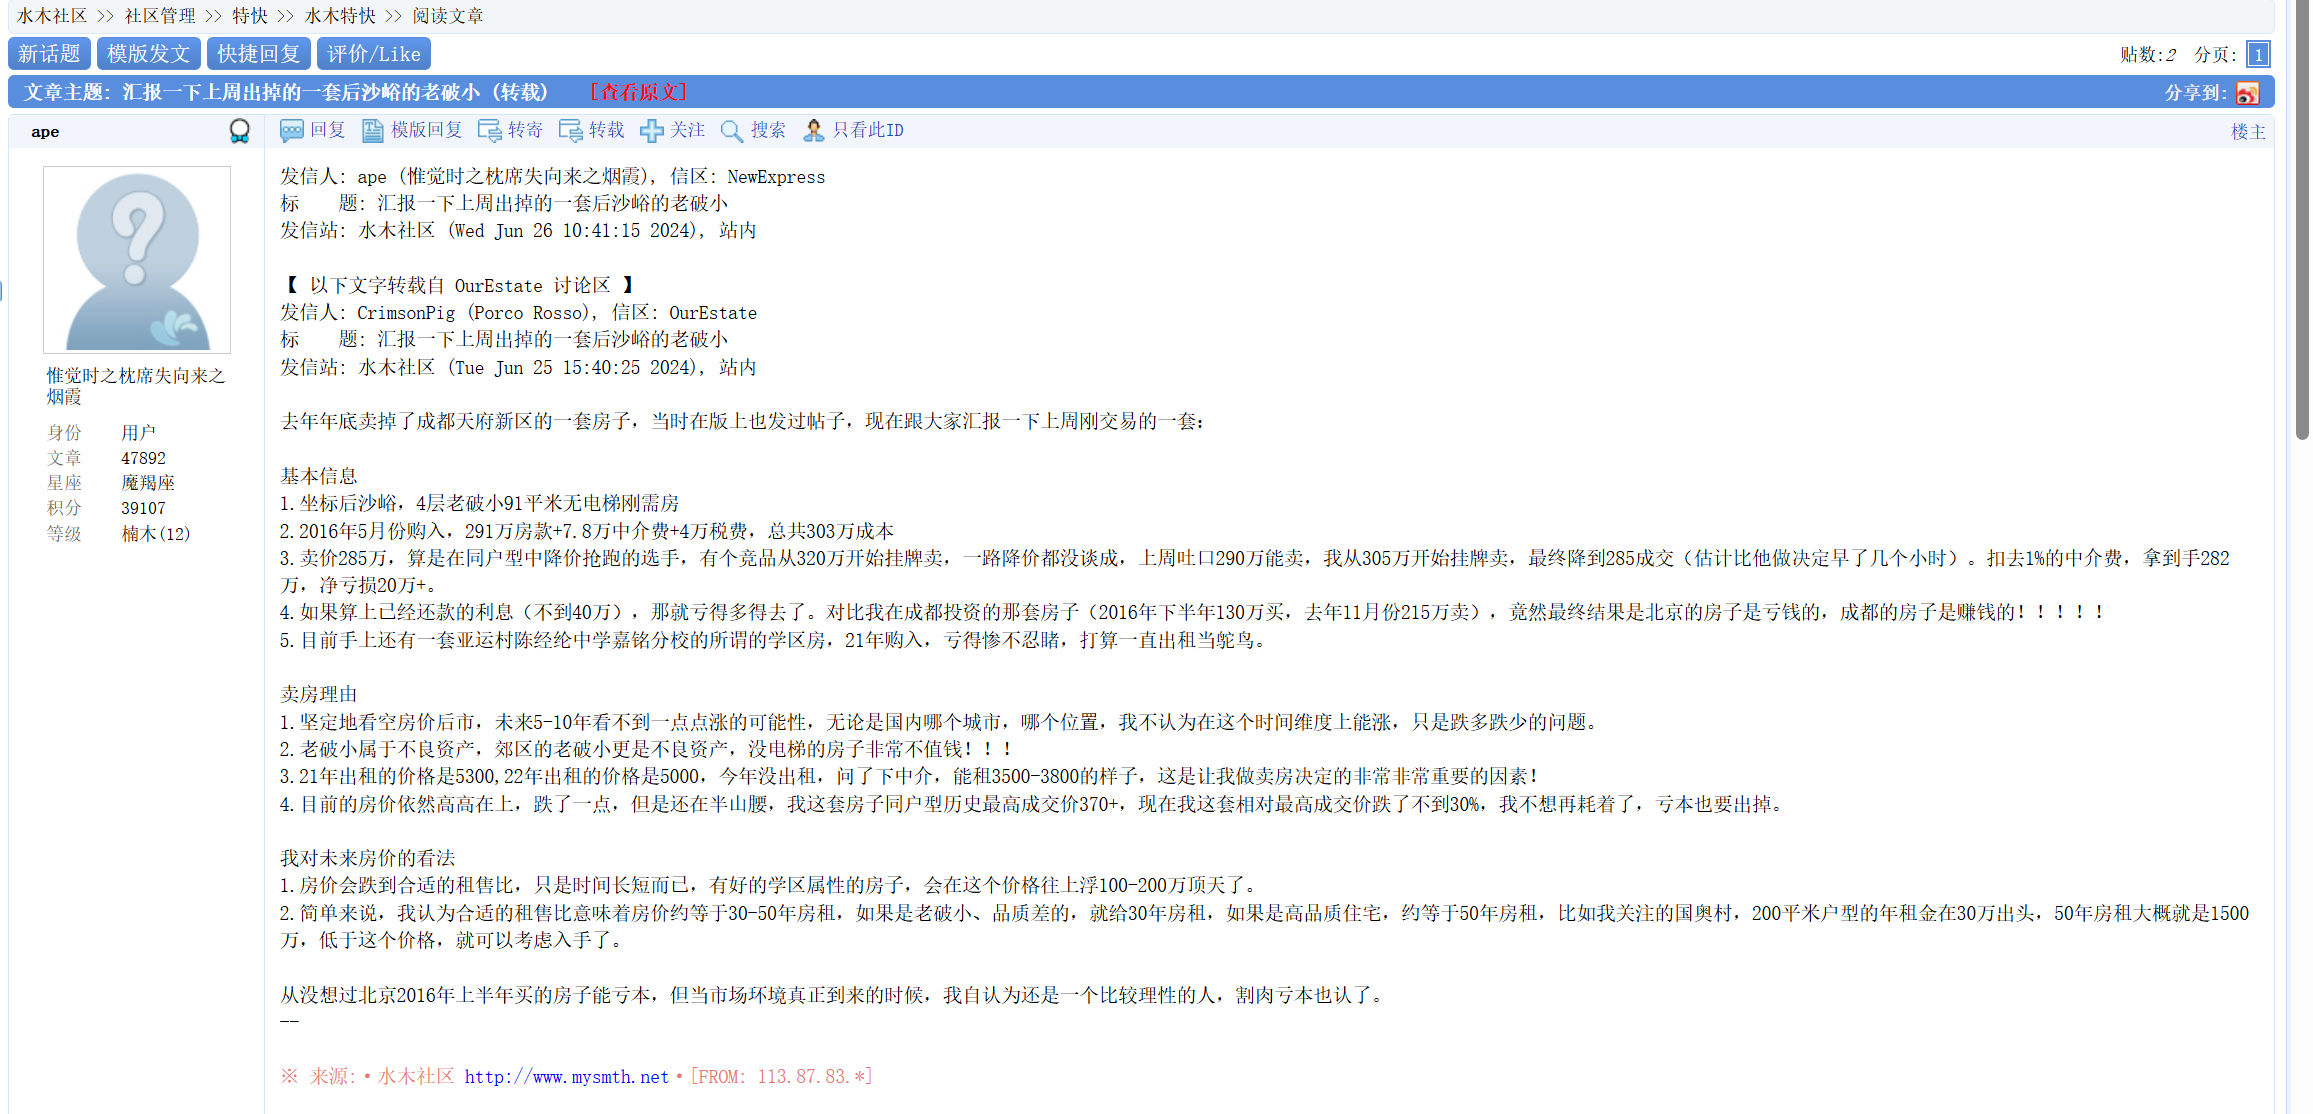 水木社区 >> 社区管理 >> 特快 >> 水木特快 >> 阅读文章
新话题 模版发文 快捷回复 评价/Like 贴数:2 分页: 1
文章主题: 汇报一下上周出掉的一套后沙峪的老破小 (转载) [查看原文] 分享到:
ape 回复 模版回复 转寄 转载 关注 搜索 只看此ID 楼主
惟觉时之枕席失向来之
烟霞
身份 用户
文章 47892
星座 魔羯座
积分 39107
等级 楠木(12)
发信人: ape (惟觉时之枕席失向来之烟霞), 信区: NewExpress
标 题: 汇报一下上周出掉的一套后沙峪的老破小
发信站: 水木社区 (Wed Jun 26 10:41:15 2024), 站内
【 以下文字转载自 OurEstate 讨论区 】
发信人: CrimsonPig (Porco Rosso), 信区: OurEstate
标 题: 汇报一下上周出掉的一套后沙峪的老破小
发信站: 水木社区 (Tue Jun 25 15:40:25 2024), 站内
去年年底卖掉了成都天府新区的一套房子，当时在版上也发过帖子，现在跟大家汇报一下上周刚交易的一套：
基本信息
1.坐标后沙峪，4层老破小91平米无电梯刚需房
2.2016年5月份购入，291万房款+7.8万中介费+4万税费，总共303万成本
3.卖价285万，算是在同户型中降价抢跑的选手，有个竞品从320万开始挂牌卖，一路降价都没谈成，上周吐口290万能卖，我从305万开始挂牌卖，最终降到285成交（估计比他做决定早了几个小时）。扣去1%的中介费，拿到手282
万，净亏损20万+。
4.如果算上已经还款的利息（不到40万），那就亏得多得去了。对比我在成都投资的那套房子（2016年下半年130万买，去年11月份215万卖），竟然最终结果是北京的房子是亏钱的，成都的房子是赚钱的！！！！！
5.目前手上还有一套亚运村陈经纶中学嘉铭分校的所谓的学区房，21年购入，亏得惨不忍睹，打算一直出租当鸵鸟。
卖房理由
1.坚定地看空房价后市，未来5-10年看不到一点点涨的可能性，无论是国内哪个城市，哪个位置，我不认为在这个时间维度上能涨，只是跌多跌少的问题。
2.老破小属于不良资产，郊区的老破小更是不良资产，没电梯的房子非常不值钱！！！
3.21年出租的价格是5300,22年出租的价格是5000，今年没出租，问了下中介，能租3500-3800的样子，这是让我做卖房决定的非常非常重要的因素！
4.目前的房价依然高高在上，跌了一点，但是还在半山腰，我这套房子同户型历史最高成交价370+，现在我这套相对最高成交价跌了不到30%，我不想再耗着了，亏本也要出掉。
我对未来房价的看法
1.房价会跌到合适的租售比，只是时间长短而已，有好的学区属性的房子，会在这个价格往上浮100-200万顶天了。
2.简单来说，我认为合适的租售比意味着房价约等于30-50年房租，如果是老破小、品质差的，就给30年房租，如果是高品质住宅，约等于50年房租，比如我关注的国奥村，200平米户型的年租金在30万出头，50年房租大概就是1500
万，低于这个价格，就可以考虑入手了。
从没想过北京2016年上半年买的房子能亏本，但当市场环境真正到来的时候，我自认为还是一个比较理性的人，割肉亏本也认了。
--
※ 来源:·水木社区 http://www.mysmth.net·[FROM: 113.87.83.*]